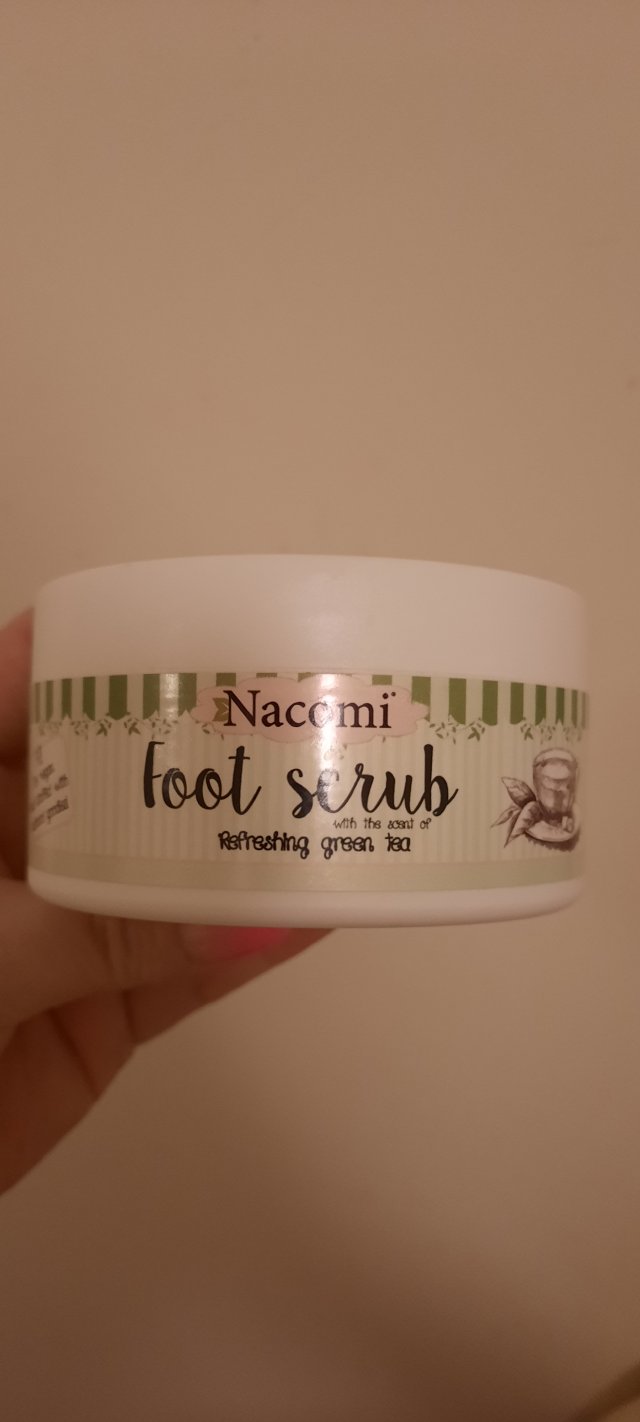 Nacomi
Foot scrub
with the scent of
Refreshing green tea